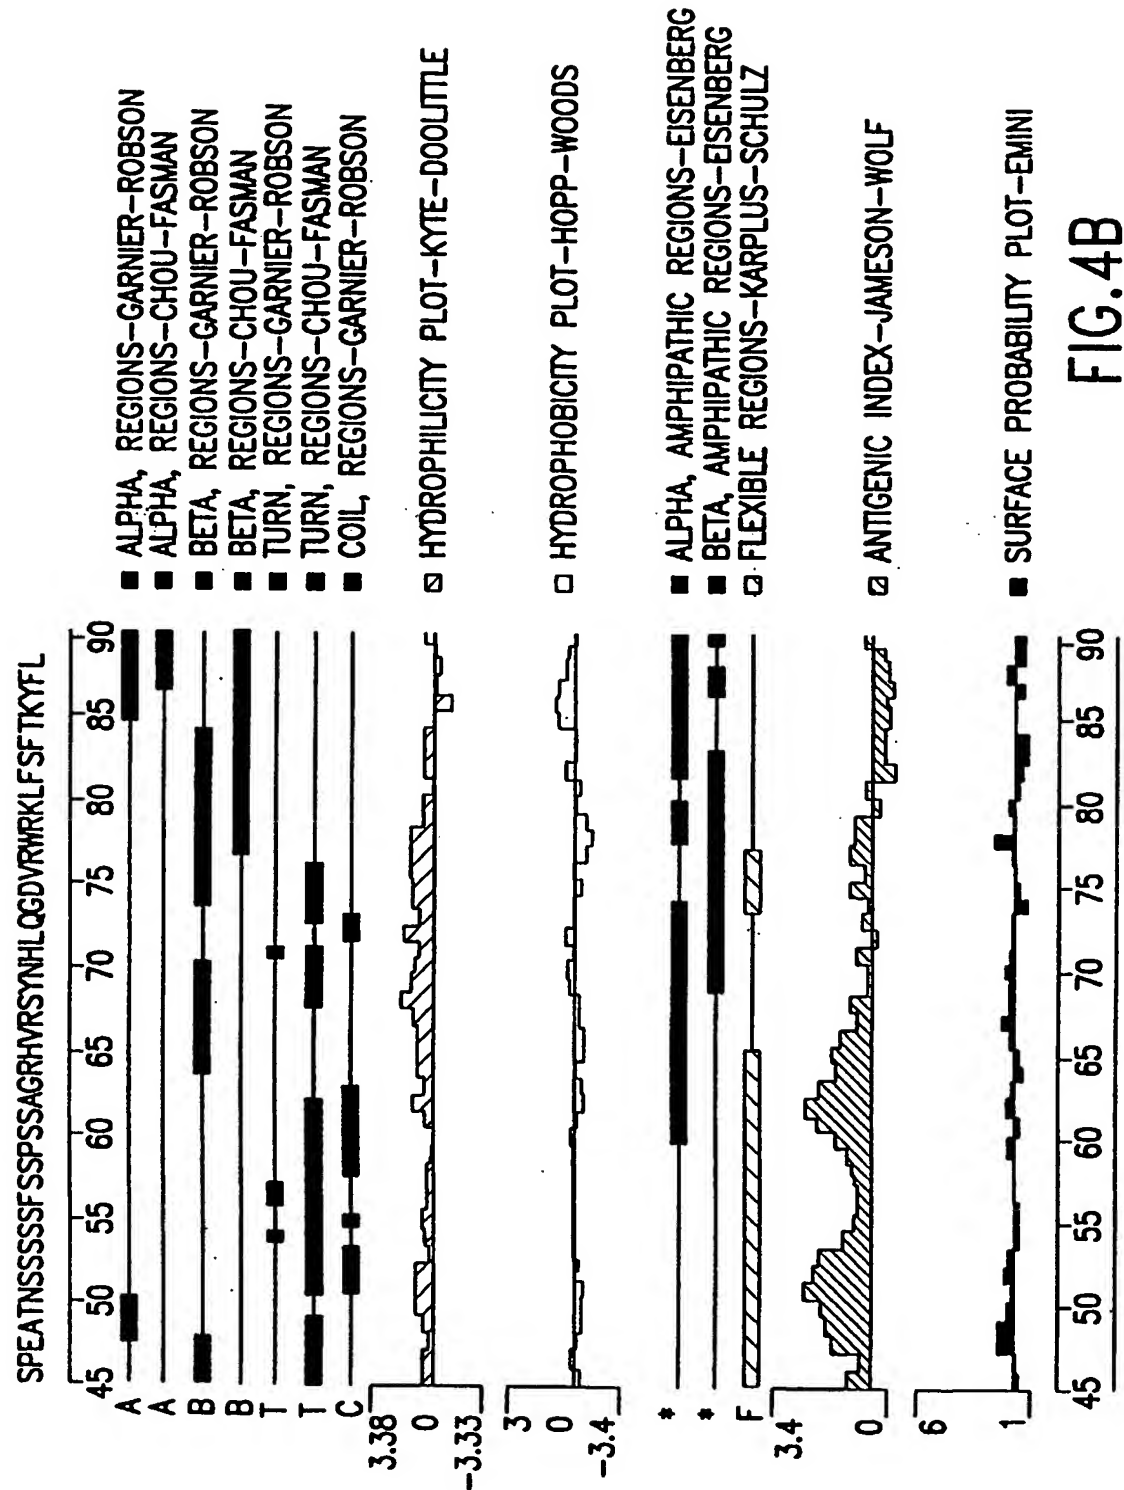 SPEATNSSSSSFSSPSSAGRHVRSYNHLQGDVRWRKLFSFTKYFL
45 50 55 60 65 70 75 80 85 90
A ALPHA, REGIONS-GARNIER-ROBSON
A ALPHA, REGIONS-CHOU-FASMAN
B BETA, REGIONS-GARNIER-ROBSON
B BETA, REGIONS-CHOU-FASMAN
T TURN, REGIONS-GARNIER-ROBSON
T TURN, REGIONS-CHOU-FASMAN
C COIL, REGIONS-GARNIER-ROBSON
3.38
0 HYDROPHILICITY PLOT-KYTE-DOOLITTLE
-3.33
3
0 HYDROPHOBICITY PLOT-HOPP-WOODS
-3.4
* ALPHA, AMPHIPATHIC REGIONS-EISENBERG
* BETA, AMPHIPATHIC REGIONS-EISENBERG
F FLEXIBLE REGIONS-KARPLUS-SCHULZ
3.4
0 ANTIGENIC INDEX-JAMESON-WOLF
6
1 SURFACE PROBABILITY PLOT-EMINI
45 50 55 60 65 70 75 80 85 90
FIG.4B